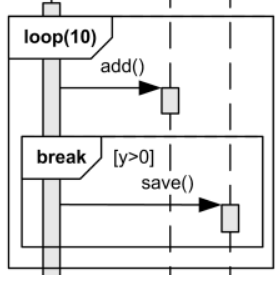 loop(10)
add()
break [y>0]
save()